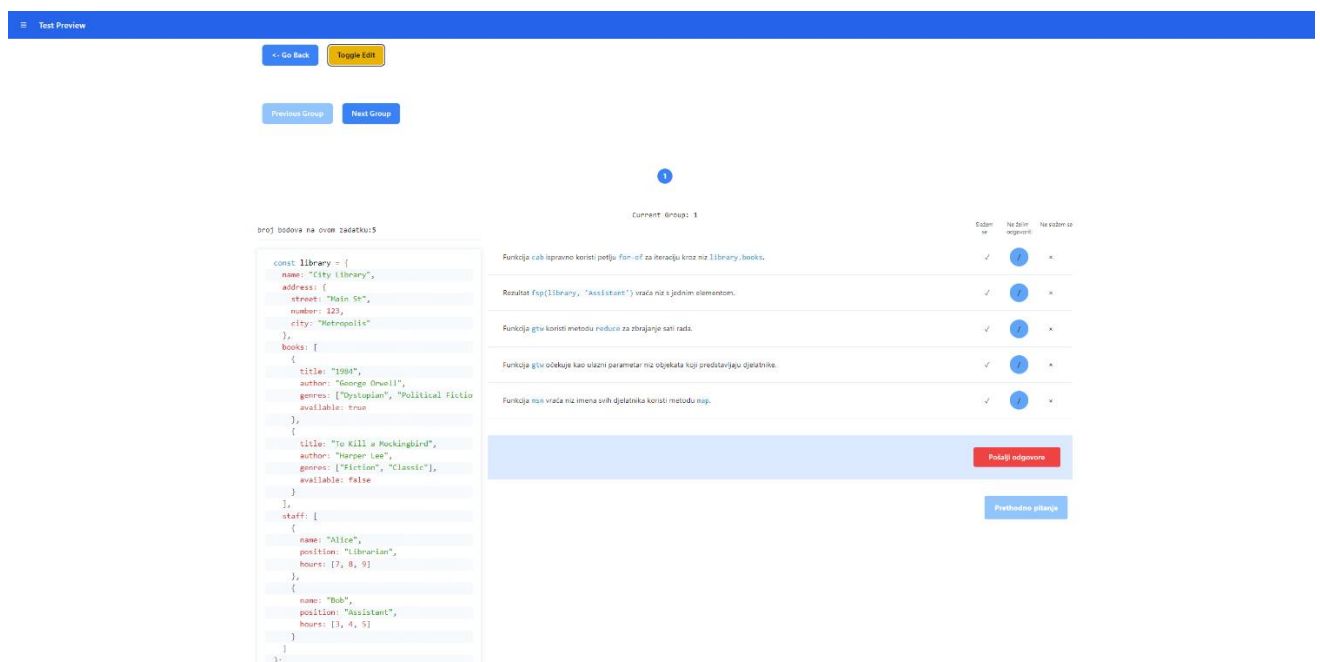 ☰ Test Preview
<- Go Back
Toggle Edit
Previous Group
Next Group
1
Current Group: 1
broj bodova na ovom zadatku:5
Slažem se
Ne želim odgovoriti
Ne slažem se
const library = {
name: "City Library",
address: {
street: "Main St",
number: 123,
city: "Metropolis"
},
books: [
{
title: "1984",
author: "George Orwell",
genres: ["Dystopian", "Political Fictio
available: true
},
{
title: "To Kill a Mockingbird",
author: "Harper Lee",
genres: ["Fiction", "Classic"],
available: false
}
],
staff: [
{
name: "Alice",
position: "Librarian",
hours: [7, 8, 9]
},
{
name: "Bob",
position: "Assistant",
hours: [3, 4, 5]
}
]
};
Funkcija cab ispravno koristi petlju for-of za iteraciju kroz niz library.books.
✓ / ×
Rezultat fsp(library, 'Assistant') vraća niz s jednim elementom.
✓ / ×
Funkcija gtw koristi metodu reduce za zbrajanje sati rada.
✓ / ×
Funkcija gtw očekuje kao ulazni parametar niz objekata koji predstavljaju djelatnike.
✓ / ×
Funkcija nsn vraća niz imena svih djelatnika koristi metodu map.
✓ / ×
Pošalji odgovore
Prethodno pitanje